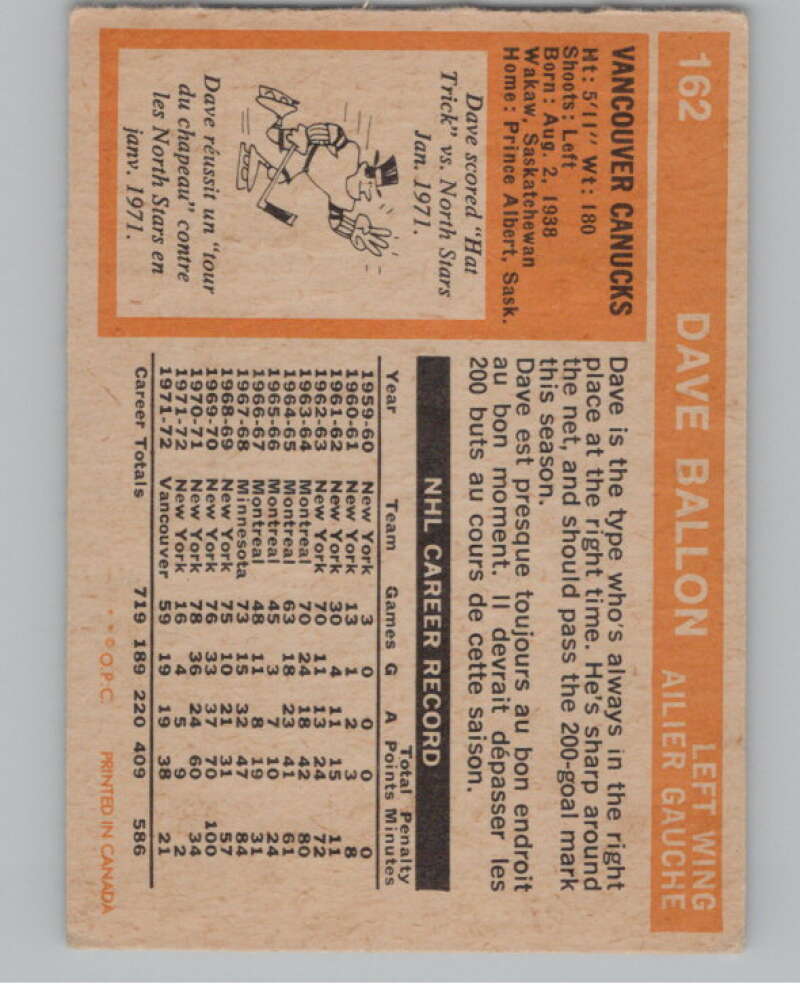 162
DAVE BALLON
LEFT WING
AILIER GAUCHE
VANCOUVER CANUCKS
Ht: 5'11" Wt: 180
Shoots: Left
Born: Aug. 2, 1938
Wakaw, Saskatchewan
Home: Prince Albert, Sask.
Dave scored "Hat
Trick" vs. North Stars
Jan. 1971.
Dave réussit un "tour
du chapeau" contre
les North Stars en
janv. 1971.
Dave is the type who's always in the right
place at the right time. He's sharp around
the net, and should pass the 200-goal mark
this season.
Dave est presque toujours au bon endroit
au bon moment. Il devrait dépasser les
200 buts au cours de cette saison.
NHL CAREER RECORD
Total Penalty
Year Team Games G A Points Minutes
1959-60 New York 3 0 0 0 0
1960-61 New York 13 1 2 3 8
1961-62 New York 30 4 11 15 11
1962-63 New York 70 11 13 24 72
1963-64 Montreal 70 24 18 42 80
1964-65 Montreal 63 18 23 41 61
1965-66 Montreal 45 3 7 10 24
1966-67 Montreal 48 11 8 19 31
1967-68 Minnesota 73 15 32 47 84
1968-69 New York 75 10 21 31 57
1969-70 New York 76 33 37 70 100
1970-71 New York 78 36 24 60 34
1971-72 New York 16 4 5 9 2
1971-72 Vancouver 59 19 19 38 21
Career Totals 719 189 220 409 586
**©O.P.C. PRINTED IN CANADA